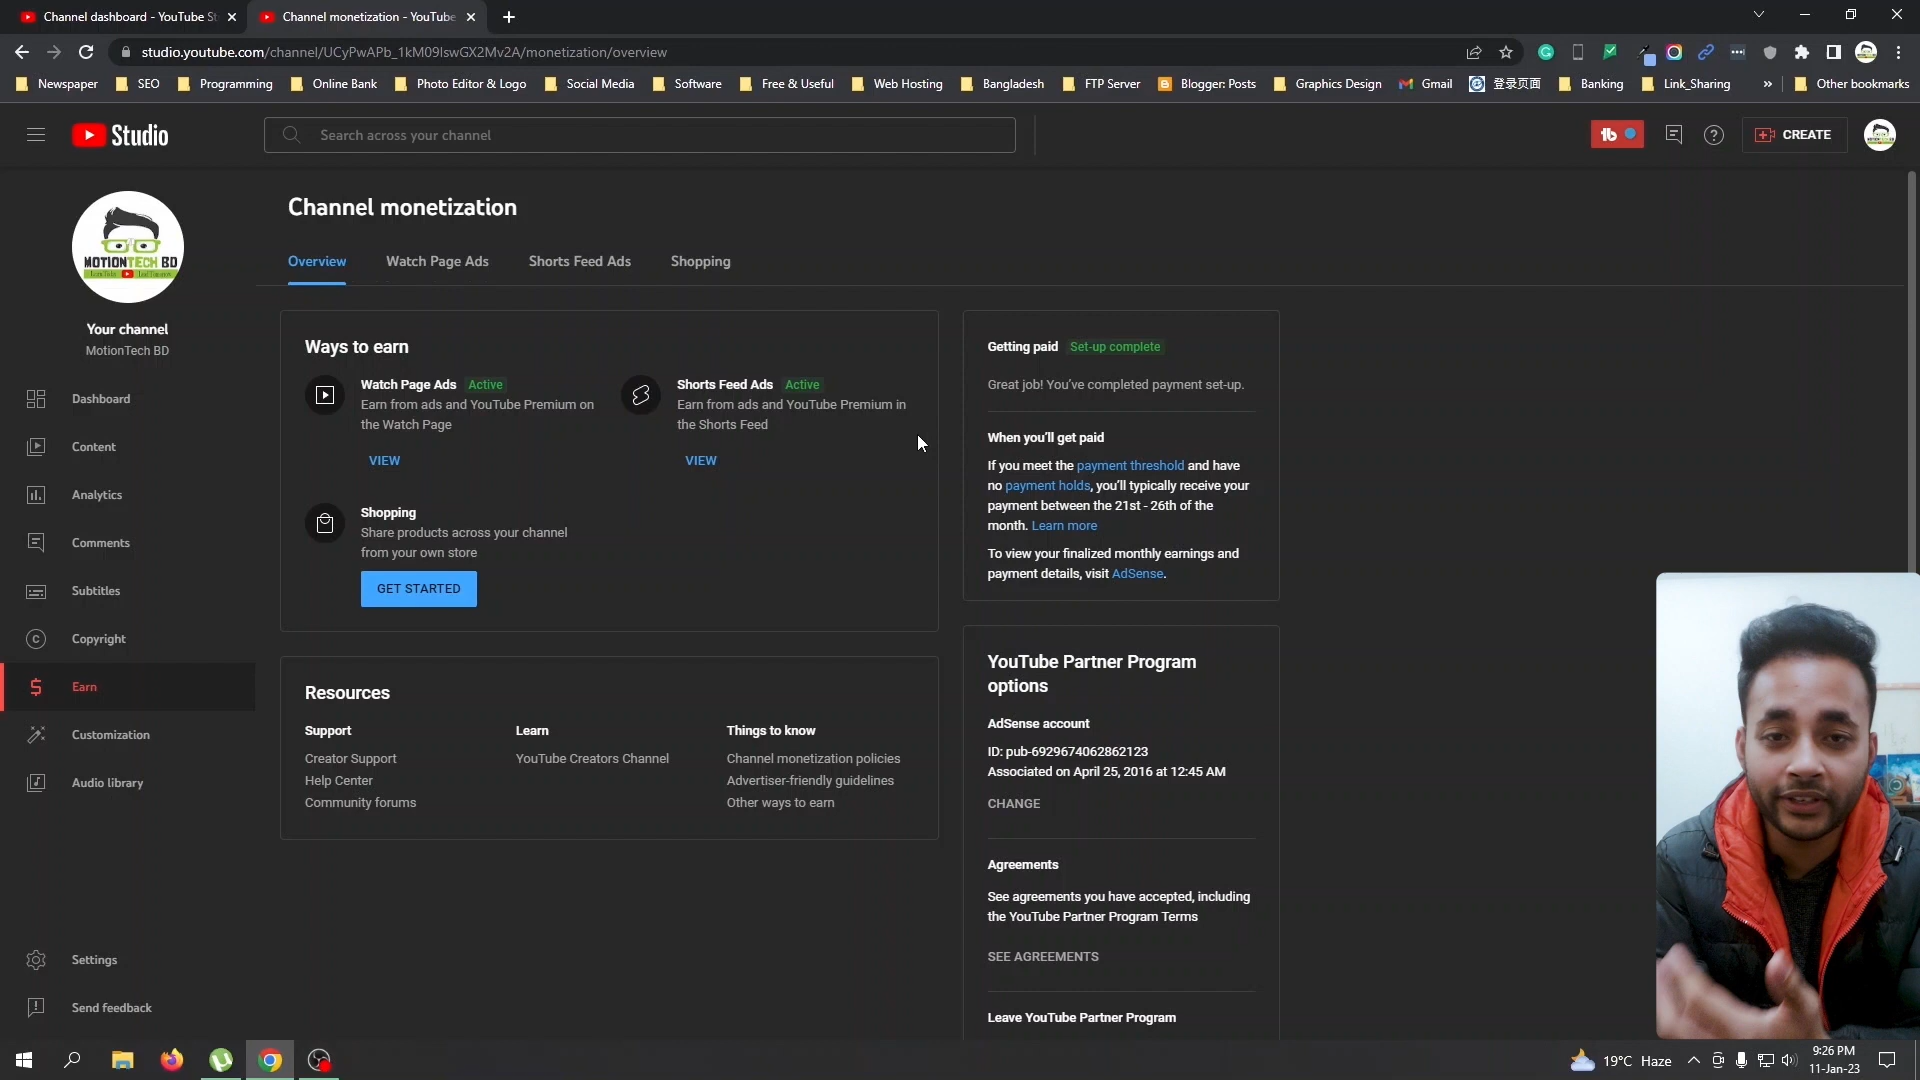 Channel dashboard - YouTube St
Channel monetization - YouTube
studio.youtube.com/channel/UCyPwAPb_1kM09lswGX2Mv2A/monetization/overview
Newspaper
SEO
Programming
Online Bank
Photo Editor & Logo
Social Media
Software
Free & Useful
Web Hosting
Bangladesh
FTP Server
Blogger: Posts
Graphics Design
Gmail
登录页面
Banking
Link_Sharing
»
Other bookmarks
Studio
Search across your channel
tb
CREATE
MOTIONTECH BD
Your channel
MotionTech BD
Dashboard
Content
Analytics
Comments
Subtitles
Copyright
Earn
Customization
Audio library
Settings
Send feedback
Channel monetization
Overview
Watch Page Ads
Shorts Feed Ads
Shopping
Ways to earn
Watch Page Ads Active
Earn from ads and YouTube Premium on
the Watch Page
VIEW
Shorts Feed Ads Active
Earn from ads and YouTube Premium in
the Shorts Feed
VIEW
Shopping
Share products across your channel
from your own store
GET STARTED
Resources
Support
Creator Support
Help Center
Community forums
Learn
YouTube Creators Channel
Things to know
Channel monetization policies
Advertiser-friendly guidelines
Other ways to earn
Getting paid Set-up complete
Great job! You've completed payment set-up.
When you'll get paid
If you meet the payment threshold and have
no payment holds, you'll typically receive your
payment between the 21st - 26th of the
month. Learn more
To view your finalized monthly earnings and
payment details, visit AdSense.
YouTube Partner Program
options
AdSense account
ID: pub-6929674062862123
Associated on April 25, 2016 at 12:45 AM
CHANGE
Agreements
See agreements you have accepted, including
the YouTube Partner Program Terms
SEE AGREEMENTS
Leave YouTube Partner Program
19°C Haze
9:26 PM
11-Jan-23